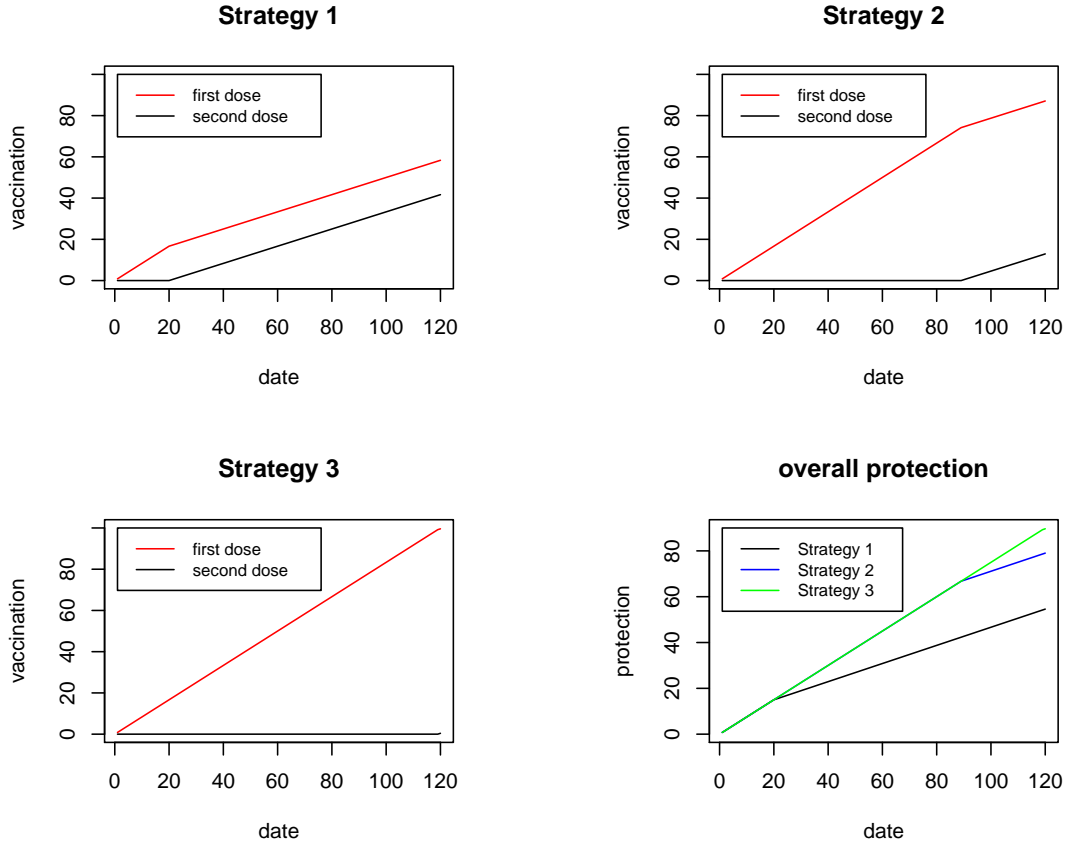 Strategy 1
first dose
second dose
vaccination
0 20 40 60 80
0 20 40 60 80 100 120
date
Strategy 2
first dose
second dose
vaccination
0 20 40 60 80
0 20 40 60 80 100 120
date
Strategy 3
first dose
second dose
vaccination
0 20 40 60 80
0 20 40 60 80 100 120
date
overall protection
Strategy 1
Strategy 2
Strategy 3
protection
0 20 40 60 80
0 20 40 60 80 100 120
date